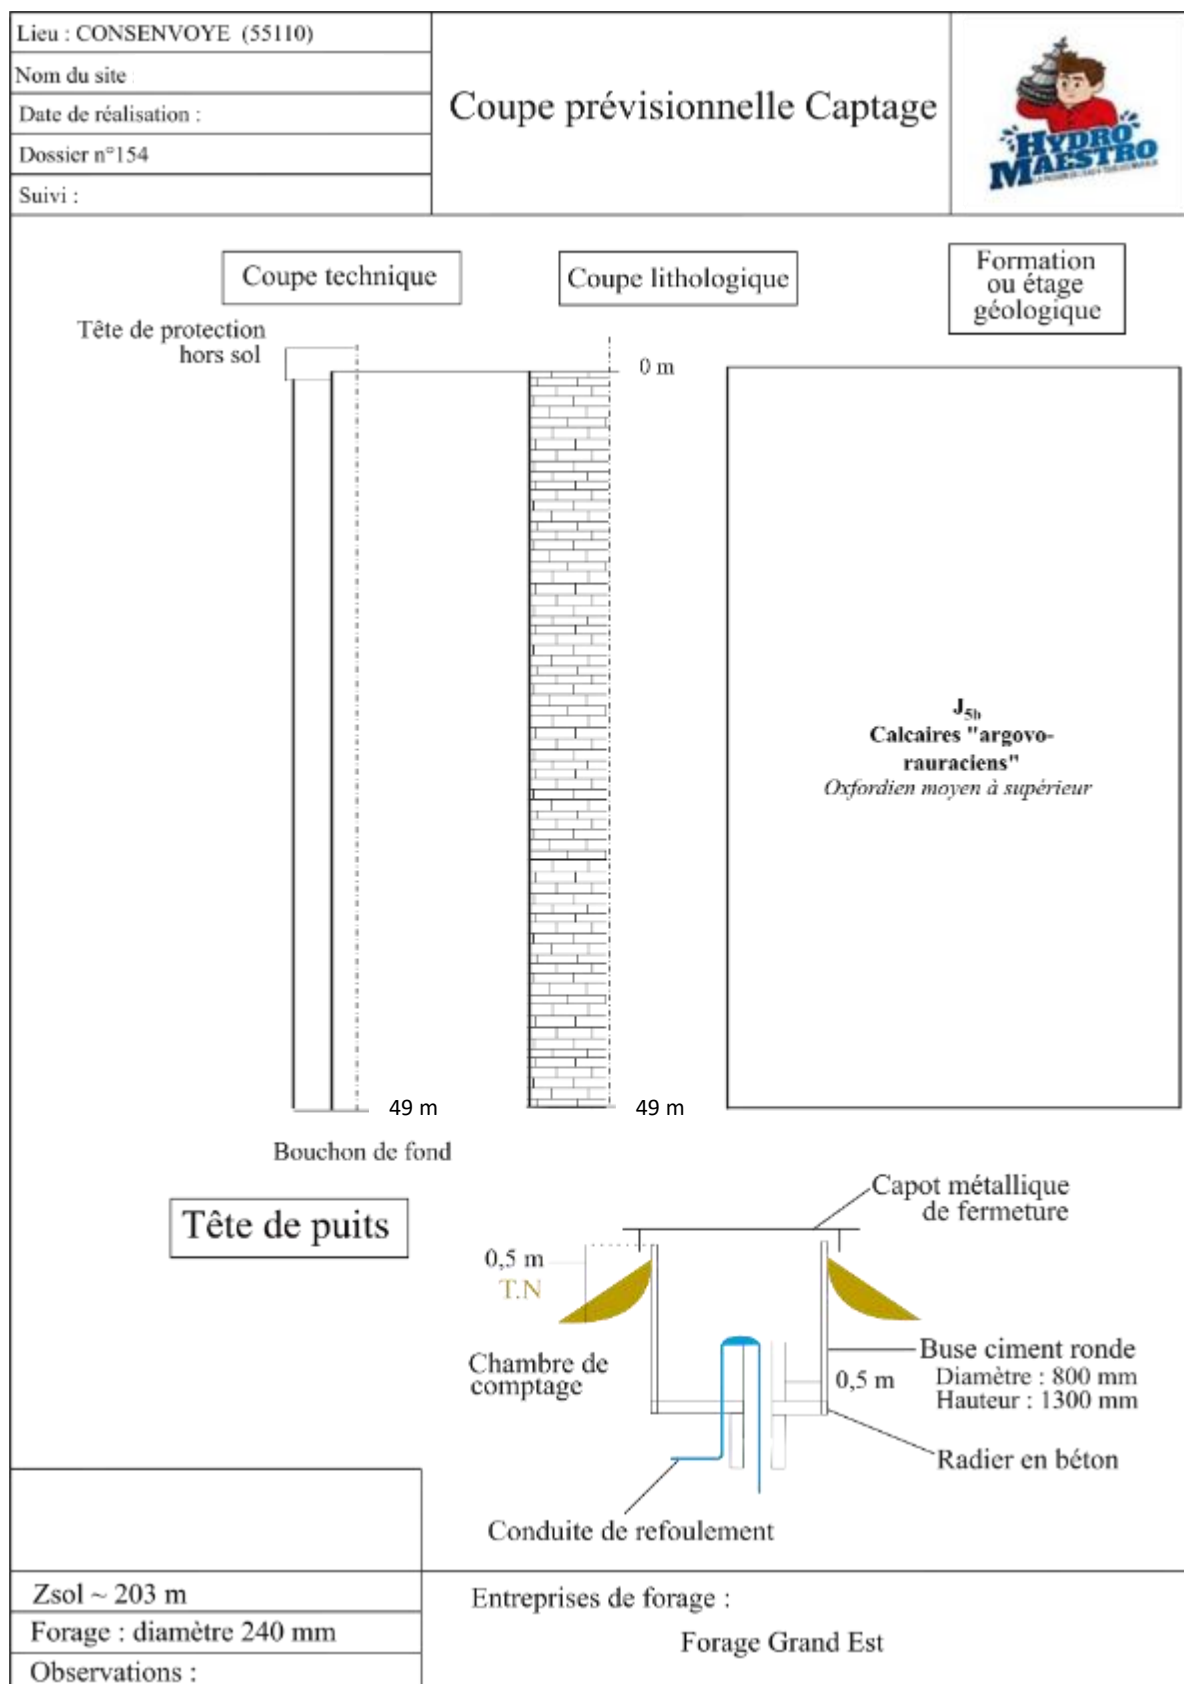 Lieu : CONSENVOYE (55110)
Nom du site
Date de réalisation :
Dossier n°154
Suivi :
Coupe prévisionnelle Captage
HYDRO
MAESTRO
Coupe technique
Coupe lithologique
Formation
ou étage
géologique
Tête de protection
hors sol
0 m
J5b
Calcaires "argovo-
rauraciens"
Oxfordien moyen à supérieur
49 m
49 m
Bouchon de fond
Tête de puits
Capot métallique
de fermeture
0,5 m
T.N
Chambre de
comptage
0,5 m
Buse ciment ronde
Diamètre : 800 mm
Hauteur : 1300 mm
Radier en béton
Conduite de refoulement
Zsol ~ 203 m
Forage : diamètre 240 mm
Observations :
Entreprises de forage :
Forage Grand Est